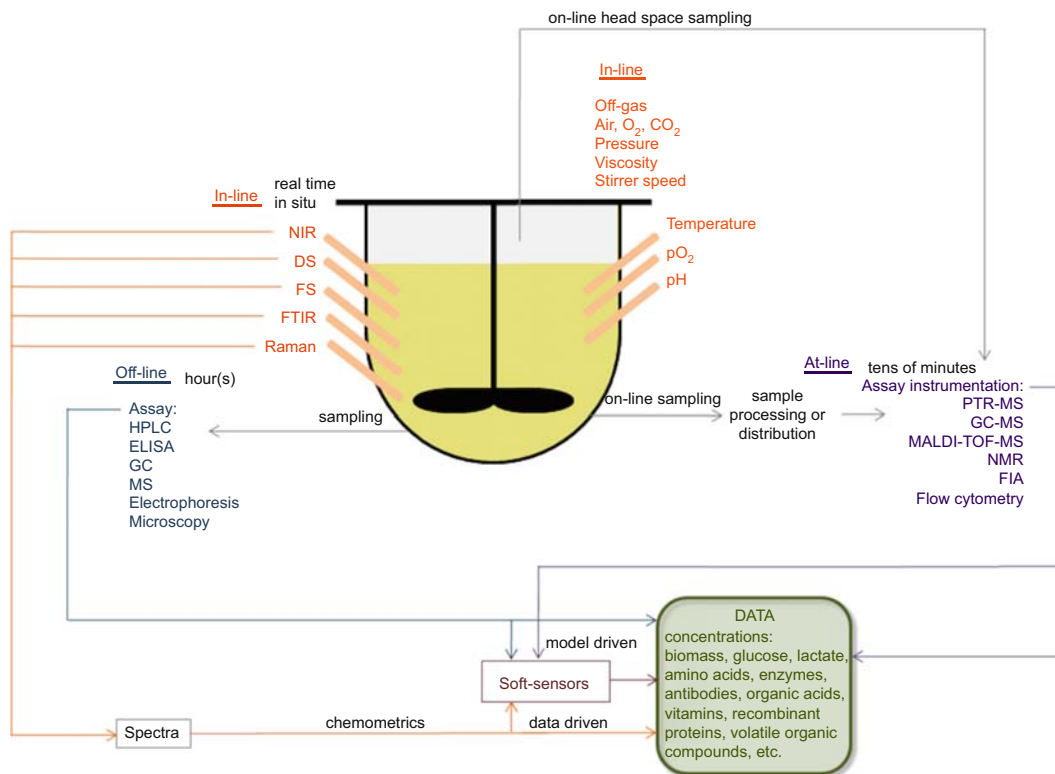 on-line head space sampling
In-line
Off-gas
Air, O₂, CO₂
Pressure
Viscosity
Stirrer speed
In-line
real time
in situ
NIR
DS
FS
FTIR
Raman
Temperature
pO₂
pH
Off-line
hour(s)
Assay:
HPLC
ELISA
GC
MS
Electrophoresis
Microscopy
sampling
on-line sampling
sample
processing or
distribution
At-line
tens of minutes
Assay instrumentation:
PTR-MS
GC-MS
MALDI-TOF-MS
NMR
FIA
Flow cytometry
model driven
Soft-sensors
Spectra
chemometrics
data driven
DATA
concentrations:
biomass, glucose, lactate,
amino acids, enzymes,
antibodies, organic acids,
vitamins, recombinant
proteins, volatile organic
compounds, etc.